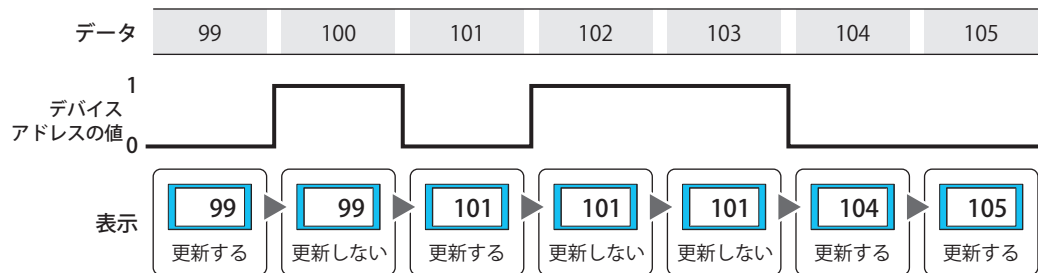 データ 99 100 101 102 103 104 105
1
デバイス
アドレスの値
0
表示 99 99 101 101 101 104 105
更新する 更新しない 更新する 更新しない 更新しない 更新する 更新する